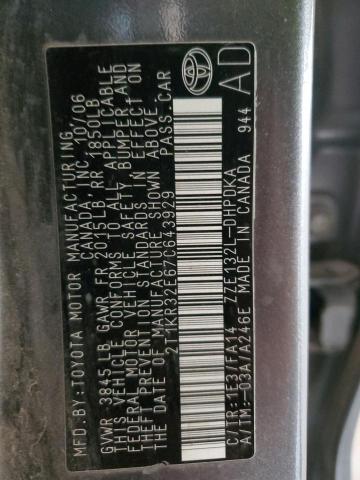 MFD.BY:TOYOTA MOTOR MANUFACTURING
CANADA, INC. 10/06
GVWR 3845LB GAWR FR 2015LB RR 1850LB
THIS VEHICLE CONFORMS TO ALL APPLICABLE
FEDERAL MOTOR VEHICLE SAFETY, BUMPER, AND
THEFT PREVENTION STANDARDS IN EFFECT ON
THE DATE OF MANUFACTURE SHOWN ABOVE.
2T1KR32E67C643929 PASS.CAR
C/TR:1E3/FA14 ZZE132L-DHPDKA
A/TM:-03A/A246E MADE IN CANADA 944
AD